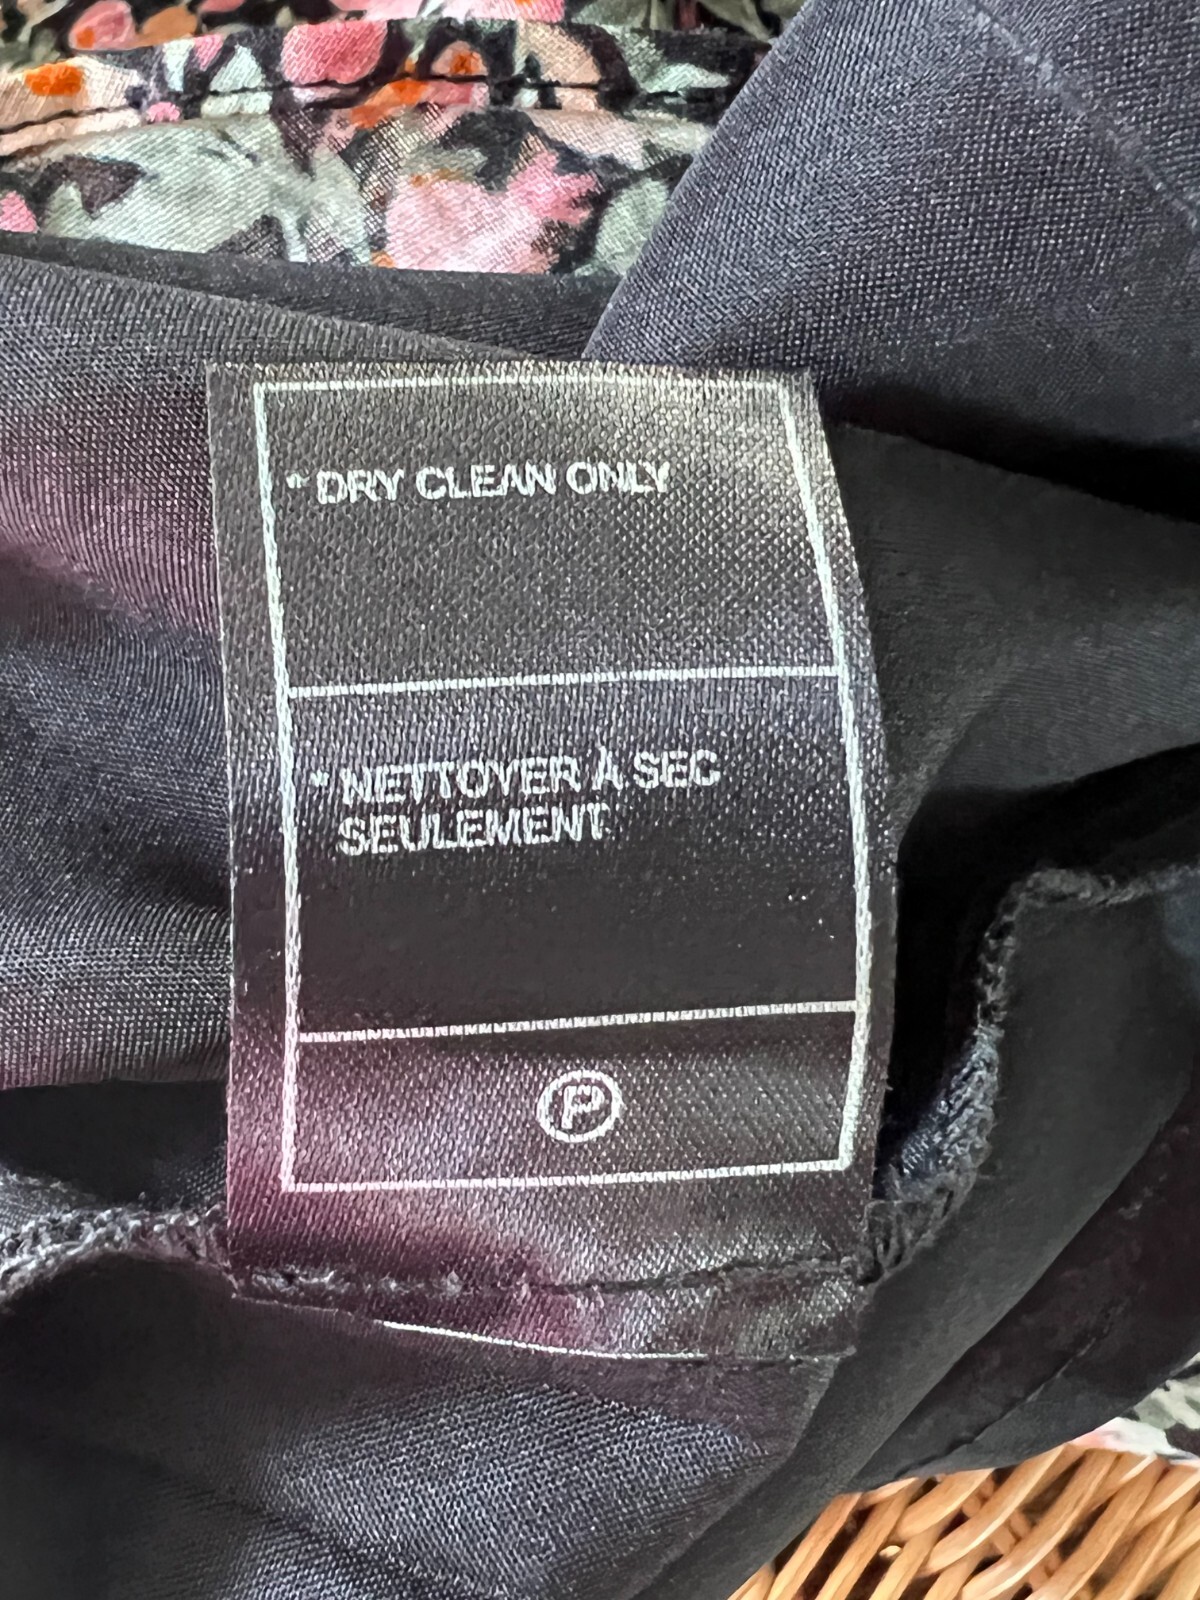 * DRY CLEAN ONLY
* NETTOYER À SEC
SEULEMENT
P